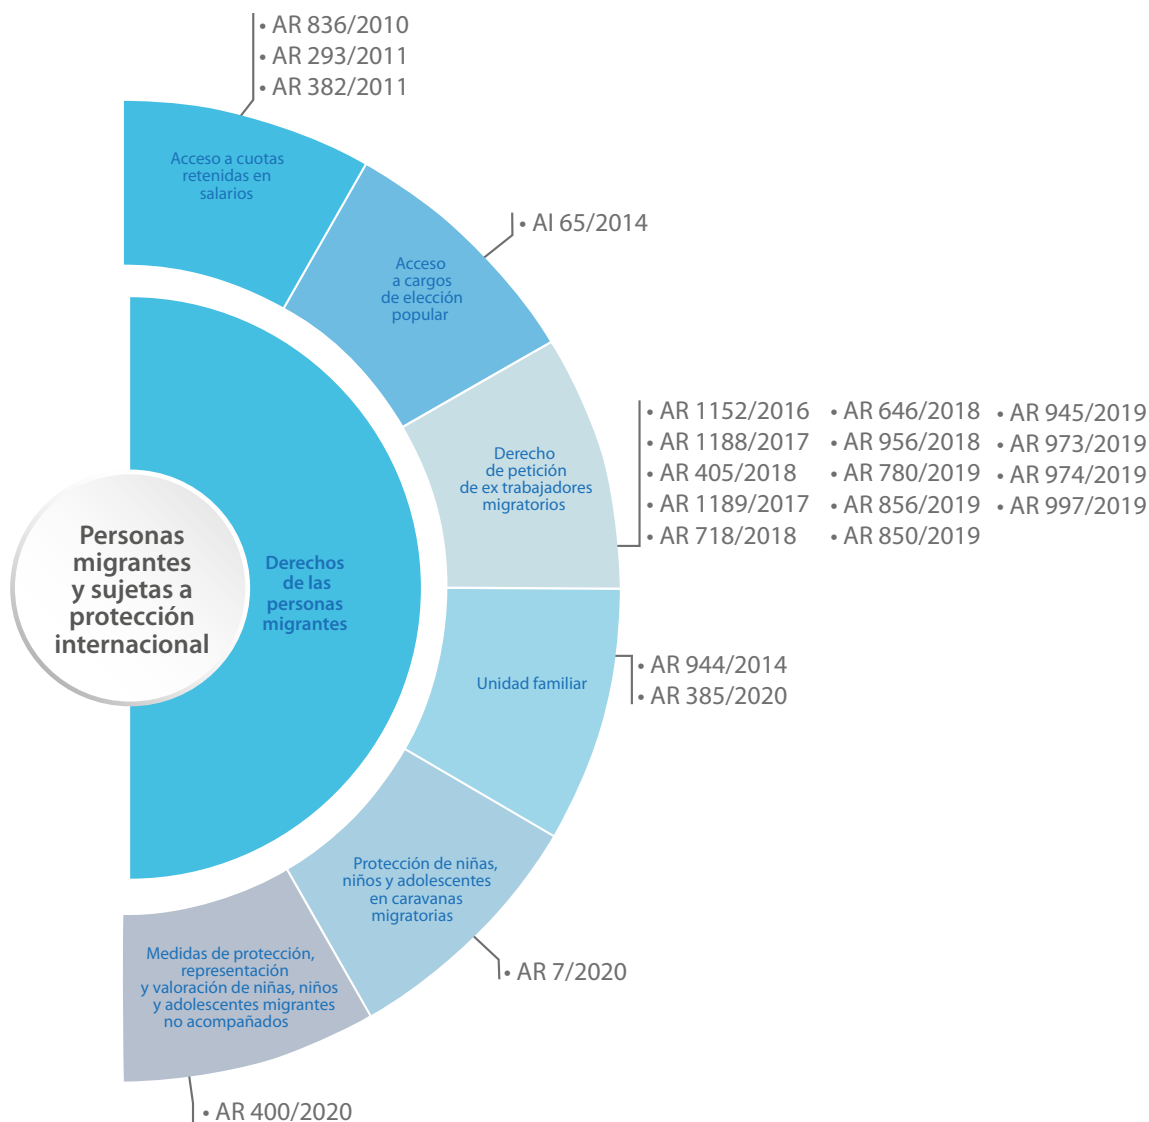 • AR 836/2010
• AR 293/2011
• AR 382/2011
Acceso a cuotas
retenidas en
salarios
• AI 65/2014
Acceso
a cargos
de elección
popular
• AR 1152/2016
• AR 1188/2017
• AR 405/2018
• AR 1189/2017
• AR 718/2018
• AR 646/2018
• AR 956/2018
• AR 780/2019
• AR 856/2019
• AR 850/2019
• AR 945/2019
• AR 973/2019
• AR 974/2019
• AR 997/2019
Derecho
de petición
de ex trabajadores
migratorios
Personas
migrantes
y sujetas a
protección
internacional
Derechos
de las
personas
migrantes
Unidad familiar
• AR 944/2014
• AR 385/2020
Protección de niñas,
niños y adolescentes
en caravanas
migratorias
• AR 7/2020
Medidas de protección,
representación
y valoración de niñas, niños
y adolescentes migrantes
no acompañados
• AR 400/2020